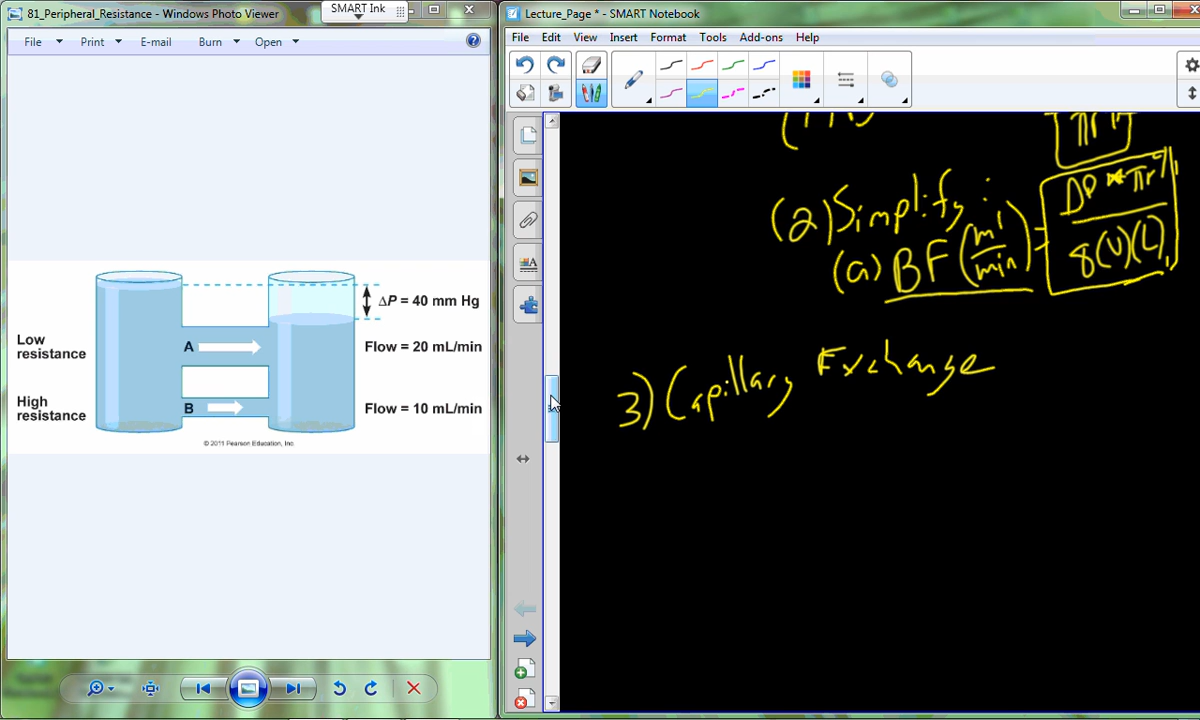 81_Peripheral_Resistance - Windows Photo Viewer
SMART Ink
File Print E-mail Burn Open
Low
resistance
High
resistance
A
B
ΔP = 40 mm Hg
Flow = 20 mL/min
Flow = 10 mL/min
© 2011 Pearson Education, Inc.
Lecture_Page * - SMART Notebook
File Edit View Insert Format Tools Add-ons Help
(2) Simplify :
(a) BF (ml/min) = ΔP * πr⁴ / 8(V)(L)
3) Capillary Exchange